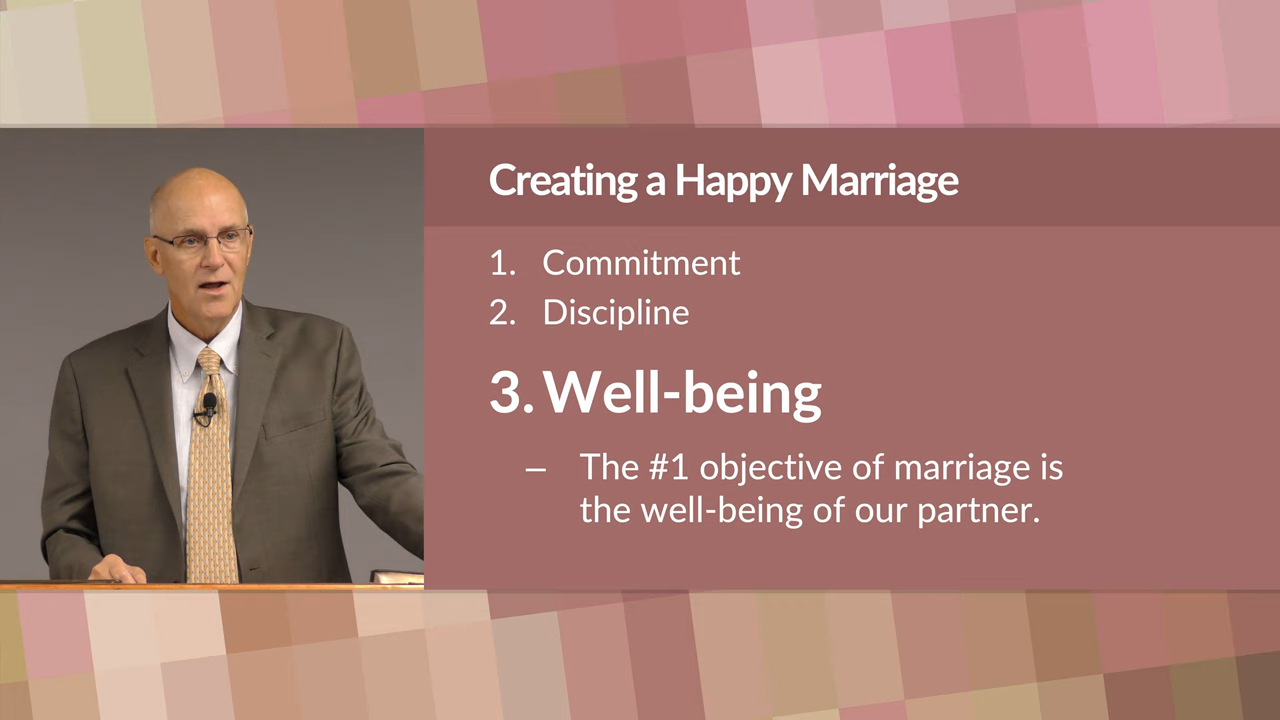 Creating a Happy Marriage
1. Commitment
2. Discipline
3. Well-being
– The #1 objective of marriage is
the well-being of our partner.